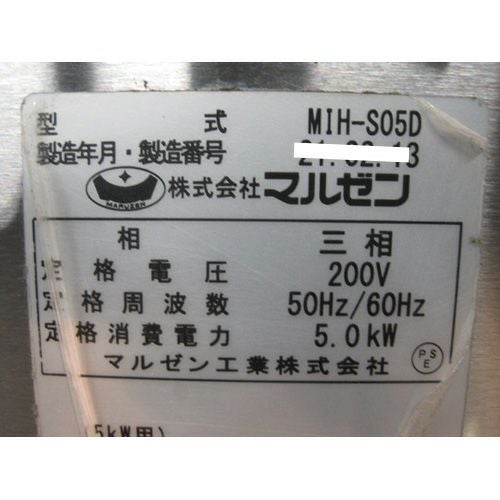 型式 MIH-S05D
製造年月・製造番号
MARUZEN 株式会社マルゼン
相 三相
定格電圧 200V
定格周波数 50Hz/60Hz
定格消費電力 5.0kW
マルゼン工業株式会社 PSE
(5kW用)